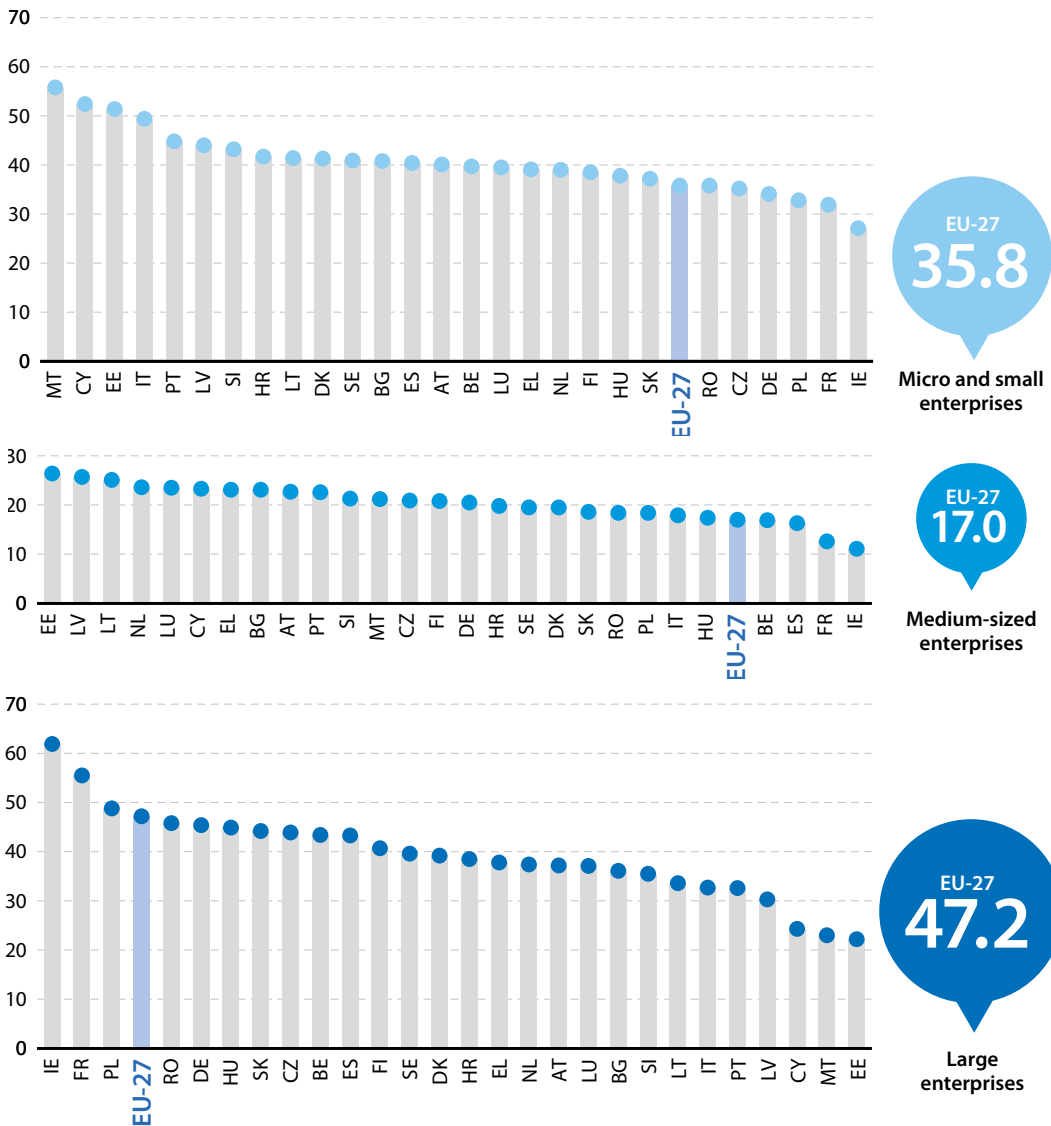 70
60
50
40
30
20
10
0
MT CY EE IT PT LV SI HR LT DK SE BG ES AT BE LU EL NL FI HU SK EU-27 RO CZ DE PL FR IE
EU-27
35.8
Micro and small
enterprises
30
20
10
0
EE LV LT NL LU CY EL BG AT PT SI MT CZ FI DE HR SE DK SK RO PL IT HU EU-27 BE ES FR IE
EU-27
17.0
Medium-sized
enterprises
70
60
50
40
30
20
10
0
IE FR PL EU-27 RO DE HU SK CZ BE ES FI SE DK HR EL NL AT LU BG SI LT IT PT LV CY MT EE
EU-27
47.2
Large
enterprises